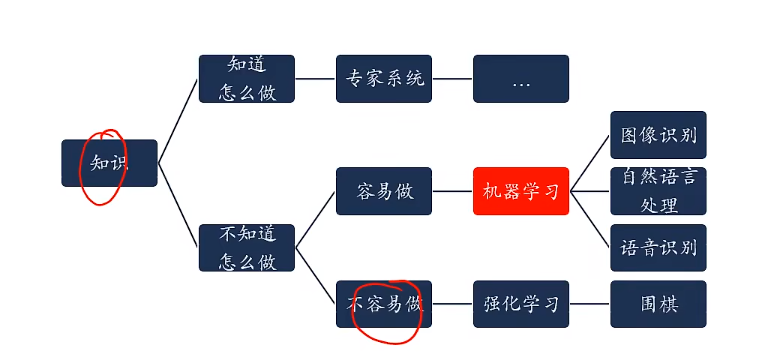 知道
怎么做
专家系统
...
图像识别
知识
容易做
机器学习
自然语言
处理
不知道
怎么做
语音识别
不容易做
强化学习
围棋